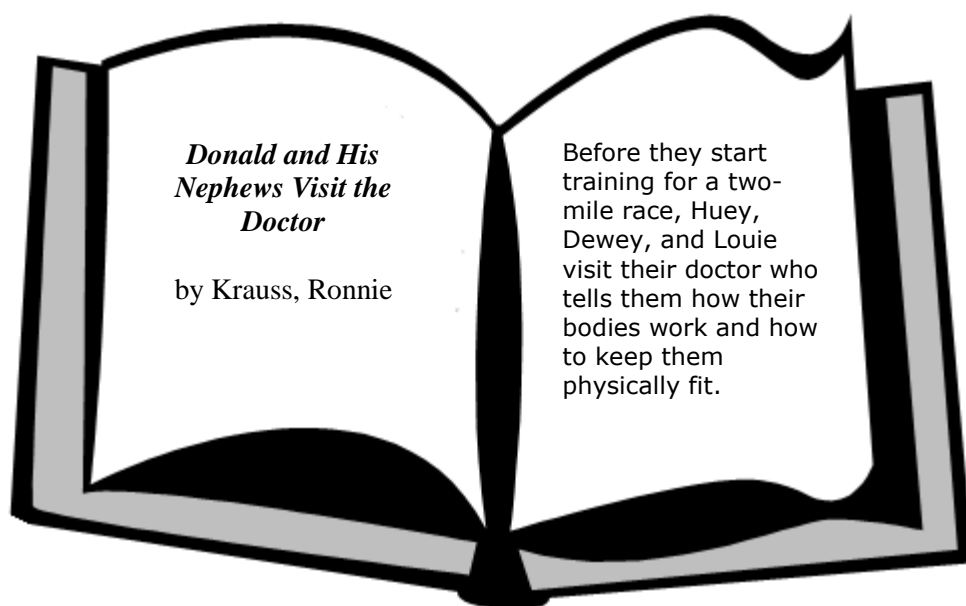 Donald and His
Nephews Visit the
Doctor
by Krauss, Ronnie
Before they start
training for a two-
mile race, Huey,
Dewey, and Louie
visit their doctor who
tells them how their
bodies work and how
to keep them
physically fit.